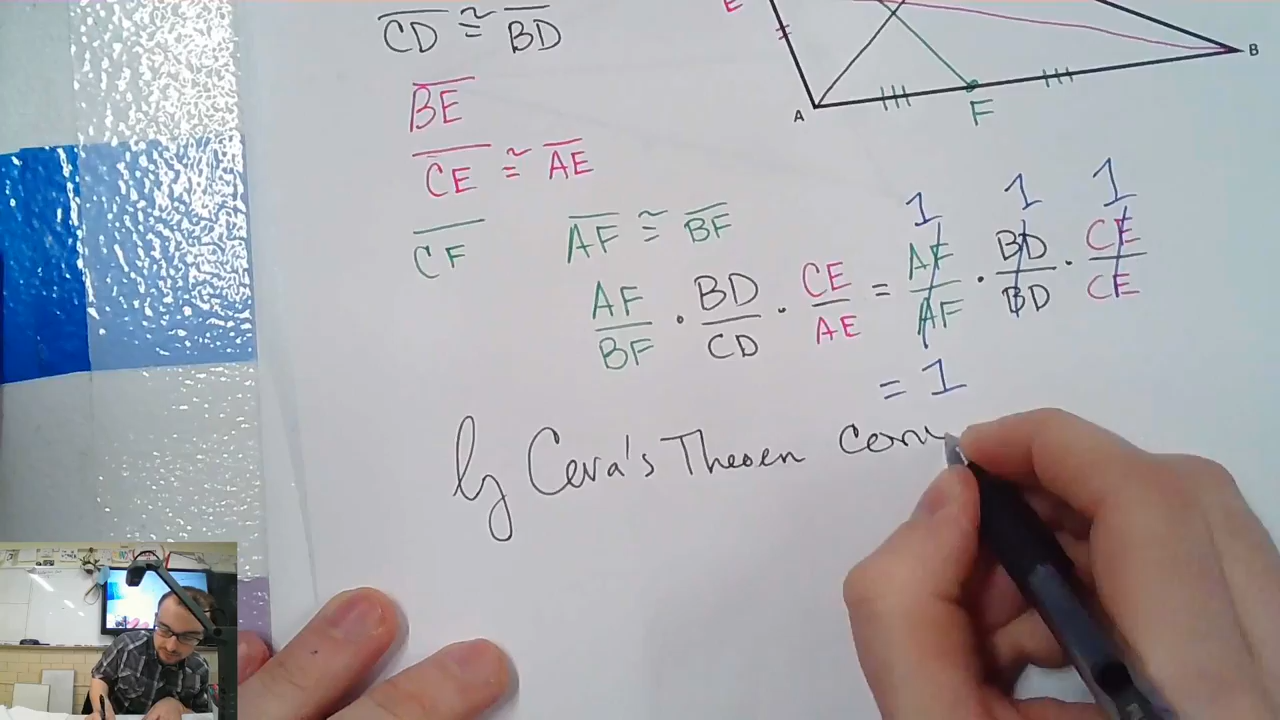 CD ≅ BD
E
B
A
F
BE
CE ≅ AE
CF AF ≅ BF
1 1 1
AF/BF · BD/CD · CE/AE = AF/AF · BD/BD · CE/CE
= 1
by Ceva's Theoen